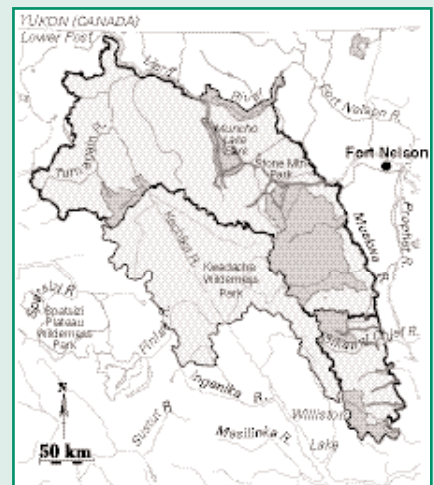 YUKON (CANADA)
Lower Post
Liard
River
Fort Nelson R.
Muncho
Lake
Park
Turnagain R.
Stone Mtn
Park
Fort Nelson
Kechika R.
Muskwa R.
Prophet R.
Kwadacha
Wilderness
Park
Spatsizi R.
Spatsizi
Plateau
Wilderness
Park
Finlay R.
Ingenika R.
N
Williston
Lake
Sustut R.
Mesilinka R.
50 km